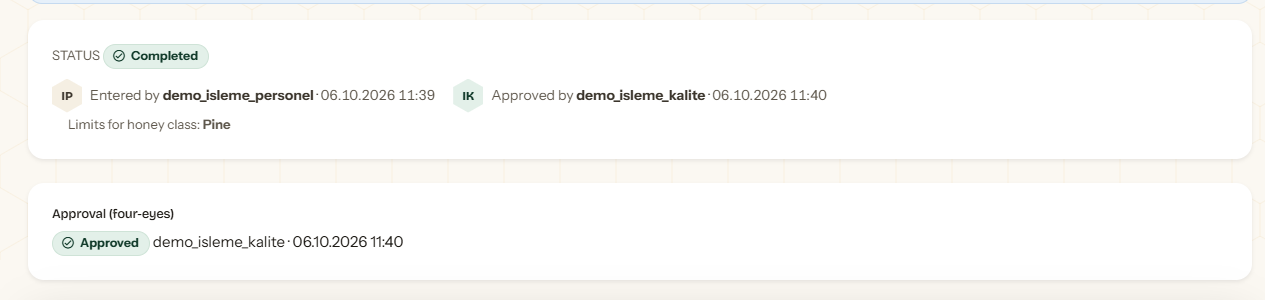 STATUS Completed
IP Entered by demo_isleme_personel · 06.10.2026 11:39 IK Approved by demo_isleme_kalite · 06.10.2026 11:40
Limits for honey class: Pine
Approval (four-eyes)
Approved demo_isleme_kalite · 06.10.2026 11:40